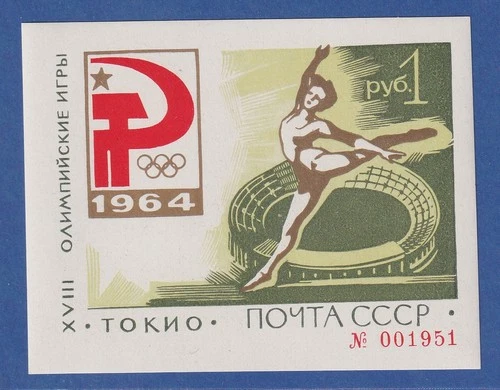 XVIII ОЛИМПИЙСКИЕ ИГРЫ
1964
руб. 1
• ТОКИО •
ПОЧТА СССР •
№ 001951